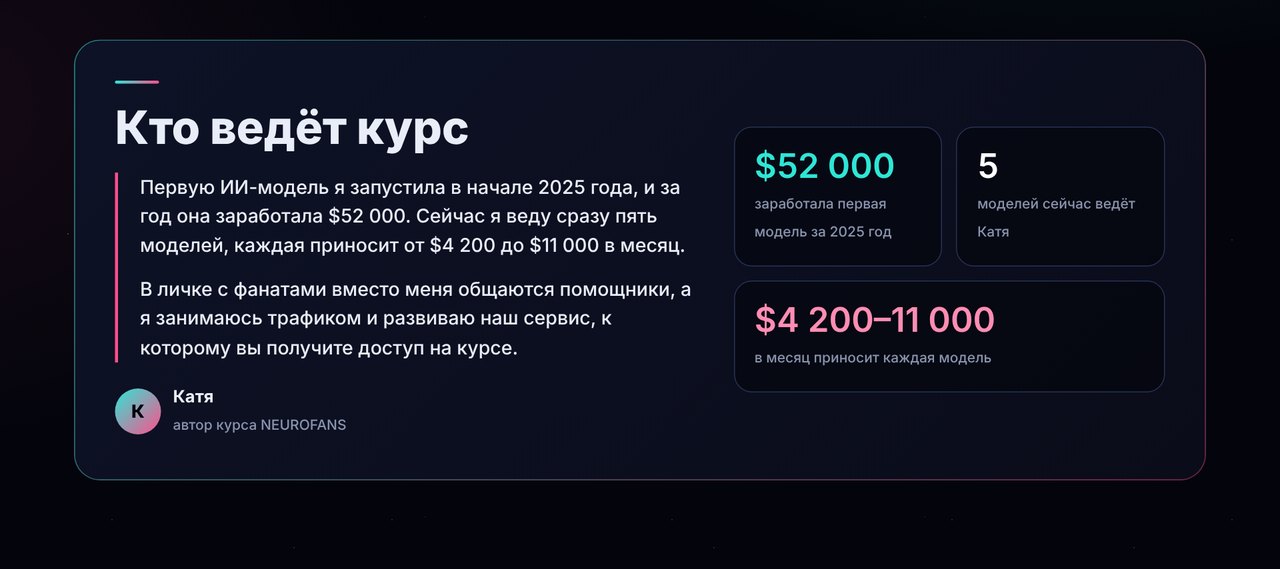 Кто ведёт курс
Первую ИИ-модель я запустила в начале 2025 года, и за
год она заработала $52 000. Сейчас я веду сразу пять
моделей, каждая приносит от $4 200 до $11 000 в месяц.
В личке с фанатами вместо меня общаются помощники, а
я занимаюсь трафиком и развиваю наш сервис, к
которому вы получите доступ на курсе.
К
Катя
автор курса NEUROFANS
$52 000
заработала первая
модель за 2025 год
5
моделей сейчас ведёт
Катя
$4 200–11 000
в месяц приносит каждая модель